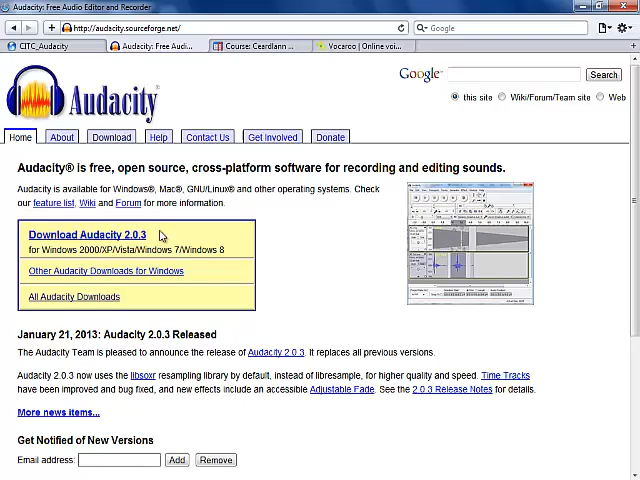 Audacity: Free Audio Editor and Recorder
http://audacity.sourceforge.net/
Google
CITC_Audacity
Audacity: Free Audi...
Course: Ceardlann ...
Vocaroo | Online voi...
Audacity
Google
Search
this site
Wiki/Forum/Team site
Web
Home
About
Download
Help
Contact Us
Get Involved
Donate
Audacity® is free, open source, cross-platform software for recording and editing sounds.
Audacity is available for Windows®, Mac®, GNU/Linux® and other operating systems. Check
our feature list, Wiki and Forum for more information.
Download Audacity 2.0.3
for Windows 2000/XP/Vista/Windows 7/Windows 8
Other Audacity Downloads for Windows
All Audacity Downloads
January 21, 2013: Audacity 2.0.3 Released
The Audacity Team is pleased to announce the release of Audacity 2.0.3. It replaces all previous versions.
Audacity 2.0.3 now uses the libsoxr resampling library by default, instead of libresample, for higher quality and speed. Time Tracks
have been improved and bug fixed, and new effects include an accessible Adjustable Fade. See the 2.0.3 Release Notes for details.
More news items...
Get Notified of New Versions
Email address:
Add
Remove